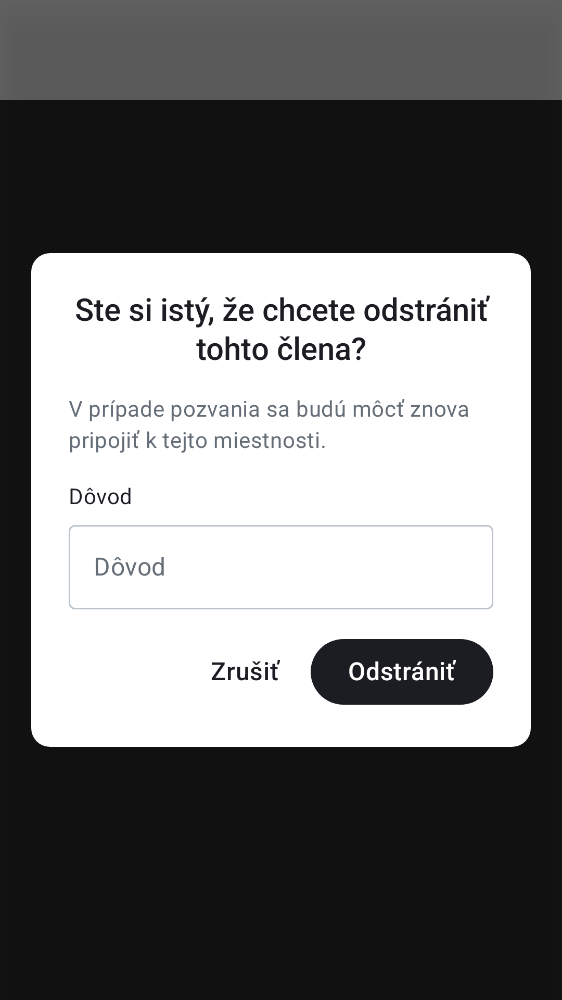 Ste si istý, že chcete odstrániť
tohto člena?
V prípade pozvania sa budú môcť znova
pripojiť k tejto miestnosti.
Dôvod
Dôvod
Zrušiť
Odstrániť